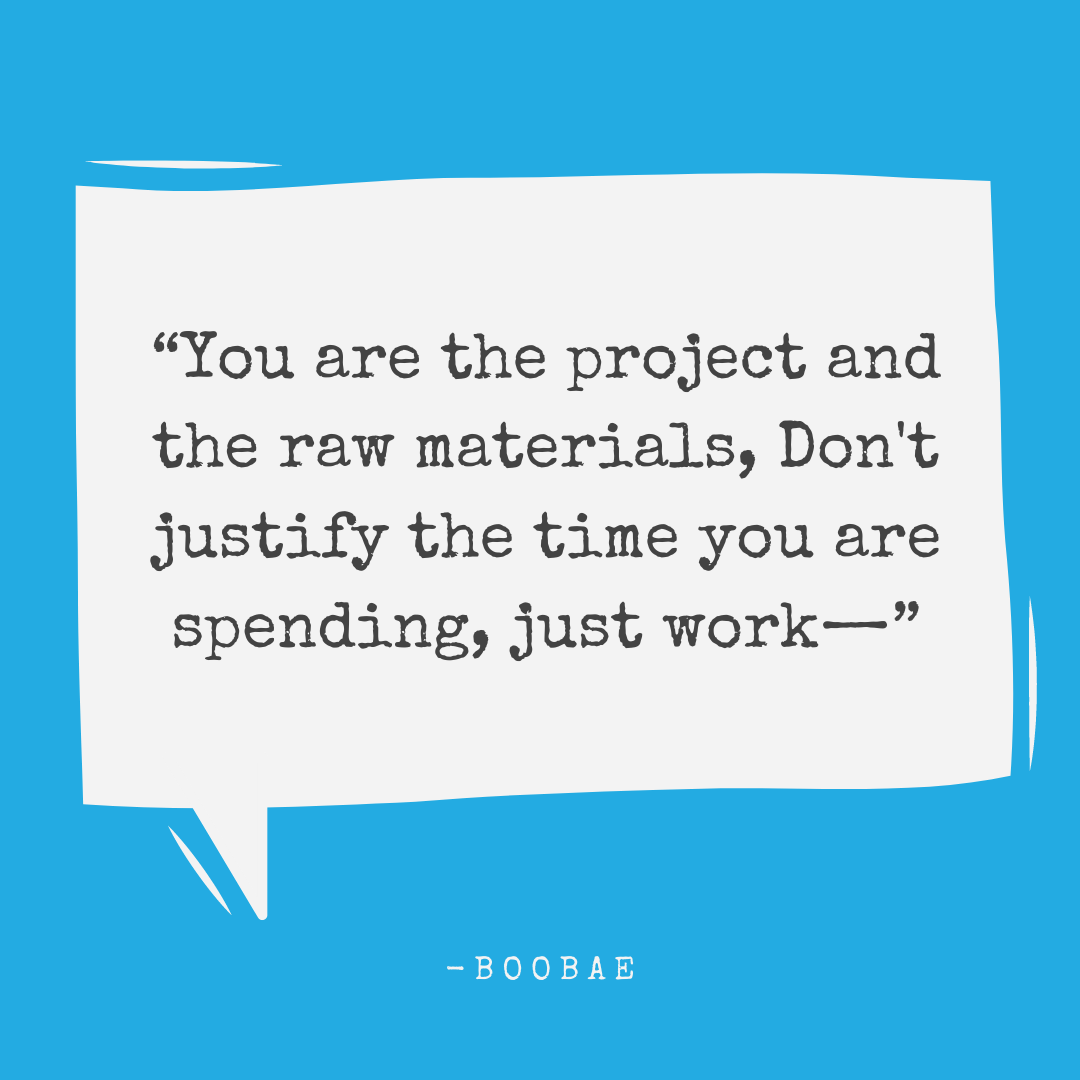 “You are the project and
the raw materials, Don't
justify the time you are
spending, just work—”
–BOOBAE